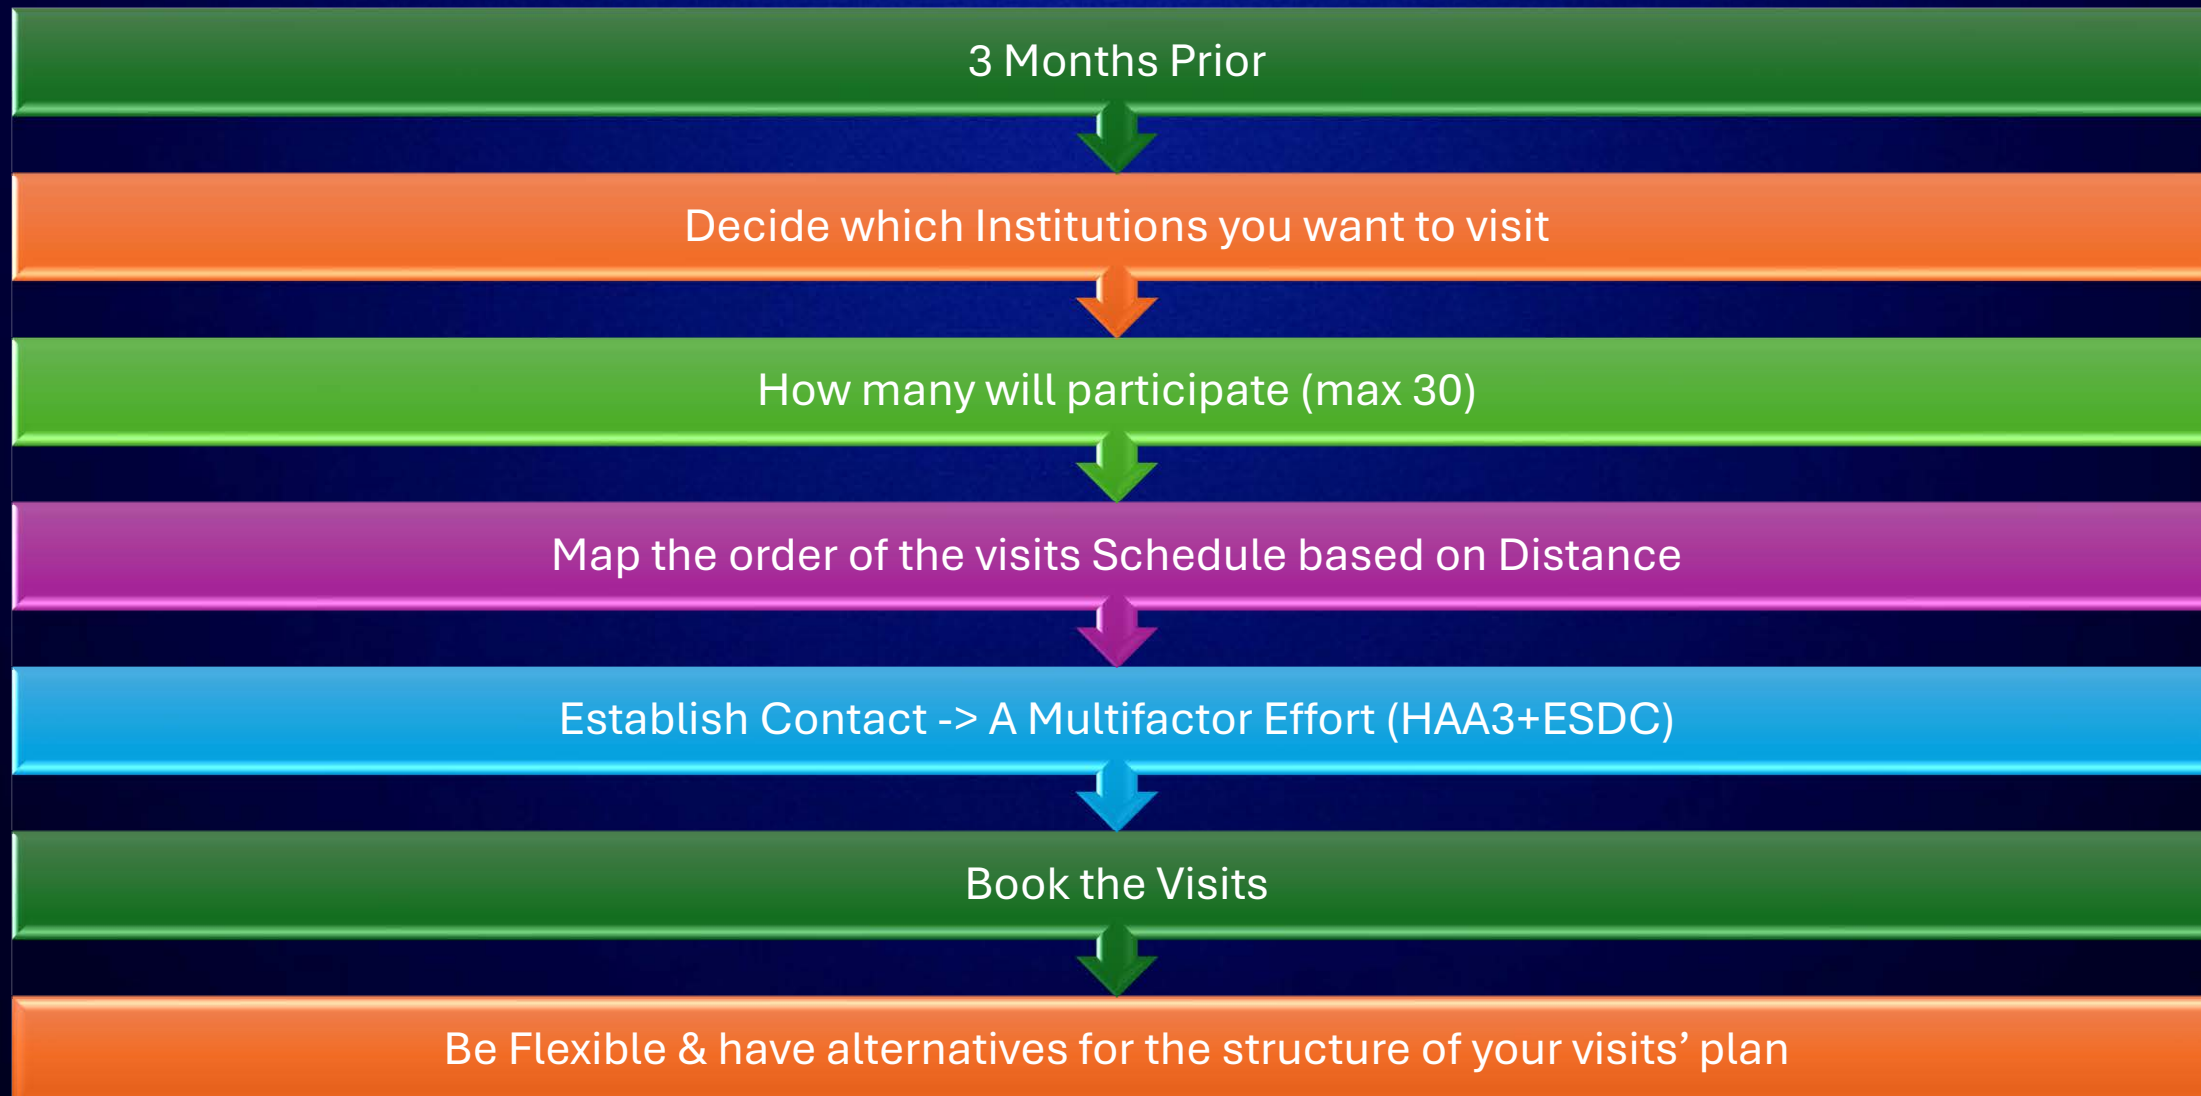 3 Months Prior
Decide which Institutions you want to visit
How many will participate (max 30)
Map the order of the visits Schedule based on Distance
Establish Contact -> A Multifactor Effort (HAA3+ESDC)
Book the Visits
Be Flexible & have alternatives for the structure of your visits’ plan